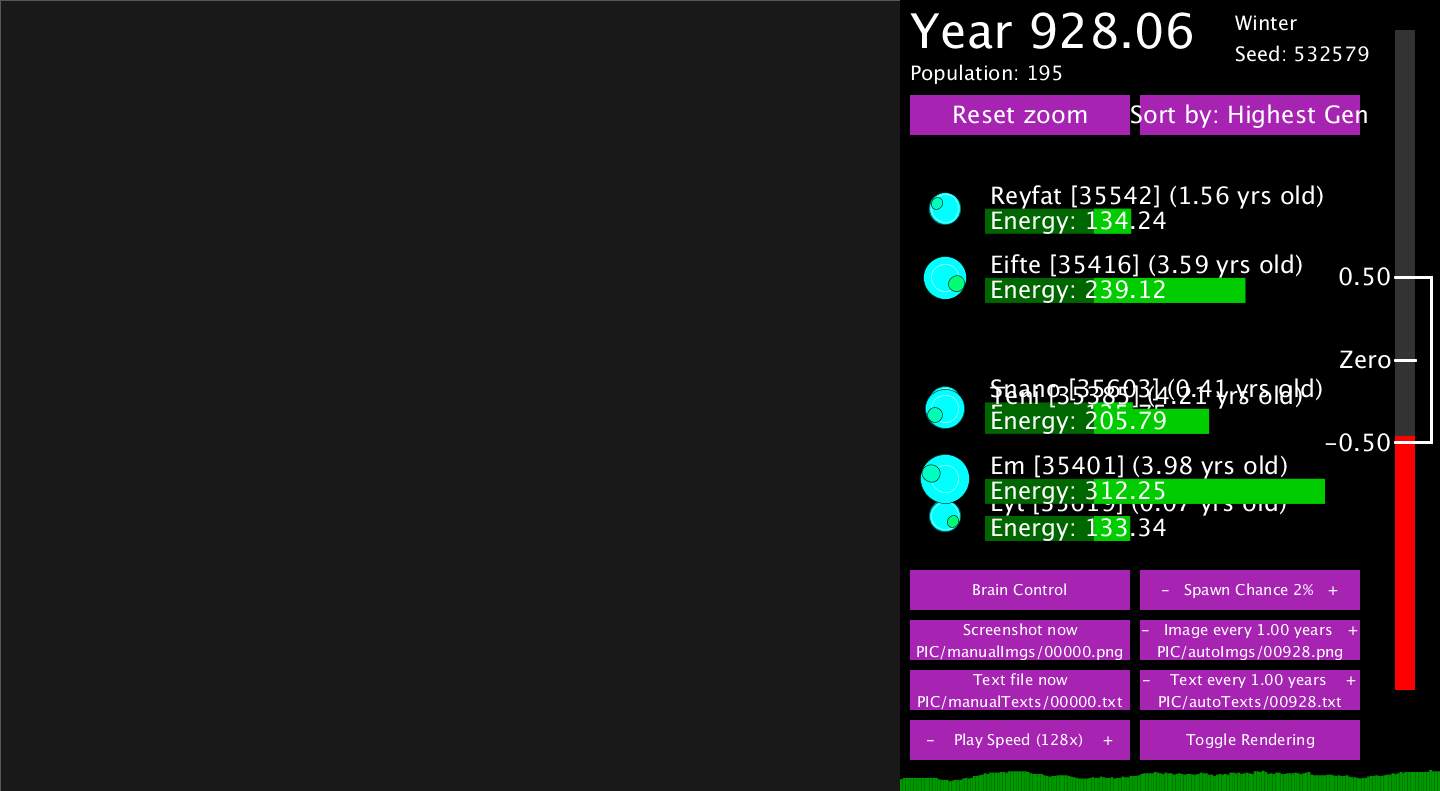 Year 928.06
Winter
Seed: 532579
Population: 195
Reset zoom
Sort by: Highest Gen
Reyfat [35542] (1.56 yrs old)
Energy: 134.24
Eifte [35416] (3.59 yrs old)
Energy: 239.12
0.50
Zero
[35603] (0.41 yrs old)
Teni [35385] (4.21 yrs old)
Energy: 205.79
-0.50
Em [35401] (3.98 yrs old)
Energy: 312.25
Eyt [35619] (0.07 yrs old)
Energy: 133.34
Brain Control
- Spawn Chance 2% +
Screenshot now
PIC/manualImgs/00000.png
- Image every 1.00 years +
PIC/autoImgs/00928.png
Text file now
PIC/manualTexts/00000.txt
- Text every 1.00 years +
PIC/autoTexts/00928.txt
- Play Speed (128x) +
Toggle Rendering